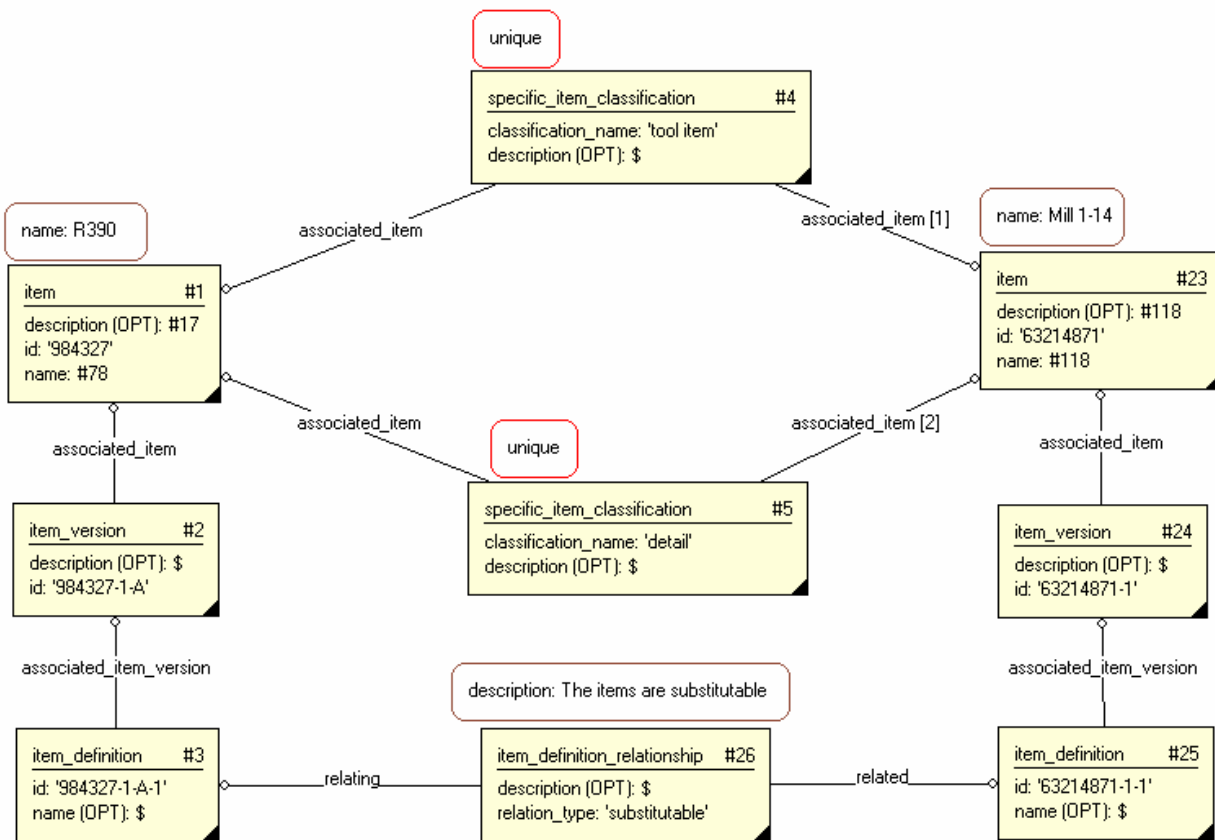 unique
specific_item_classification #4
classification_name: 'tool item'
description (OPT): $
name: R390
associated_item
associated_item [1]
name: Mill 1-14
item #1
description (OPT): #17
id: '984327'
name: #78
item #23
description (OPT): #118
id: '63214871'
name: #118
associated_item
associated_item
unique
associated_item [2]
associated_item
item_version #2
description (OPT): $
id: '984327-1-A'
specific_item_classification #5
classification_name: 'detail'
description (OPT): $
item_version #24
description (OPT): $
id: '63214871-1'
associated_item_version
description: The items are substitutable
associated_item_version
item_definition #3
id: '984327-1-A-1'
name (OPT): $
relating
item_definition_relationship #26
description (OPT): $
relation_type: 'substitutable'
related
item_definition #25
id: '63214871-1-1'
name (OPT): $